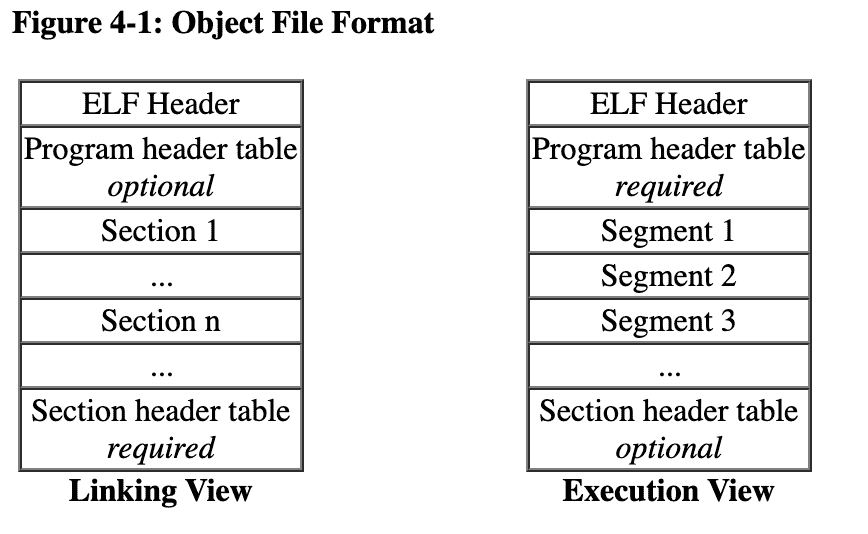 Figure 4-1: Object File Format
ELF Header
Program header table
optional
Section 1
...
Section n
...
Section header table
required
Linking View
ELF Header
Program header table
required
Segment 1
Segment 2
Segment 3
...
Section header table
optional
Execution View